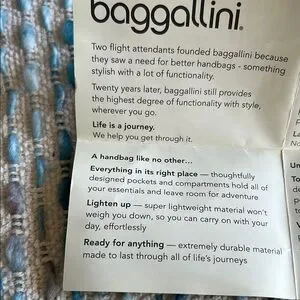 baggallini®
Two flight attendants founded baggallini because
they saw a need for better handbags - something
stylish with a lot of functionality.
Twenty years later, baggallini still provides
the highest degree of functionality with style,
wherever you go.
Life is a journey.
We help you get through it.
A handbag like no other...
Everything in its right place — thoughtfully
designed pockets and compartments hold all of
your essentials and leave room for adventure
Lighten up — super lightweight material won't
weigh you down, so you can carry on with your
day, effortlessly
Ready for anything — extremely durable material
made to last through all of life's journeys